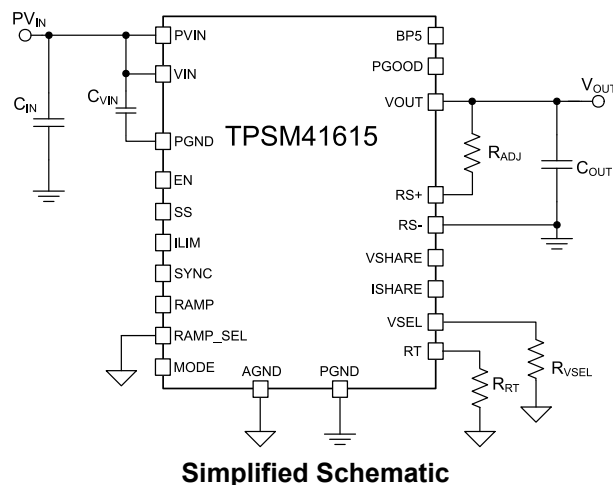 PVIN
CIN
CVIN
TPSM41615
PVIN
VIN
PGND
EN
SS
ILIM
SYNC
RAMP
RAMP_SEL
MODE
AGND
PGND
BP5
PGOOD
VOUT
RS+
RS-
VSHARE
ISHARE
VSEL
RT
VOUT
RADJ
COUT
RVSEL
RRT
Simplified Schematic